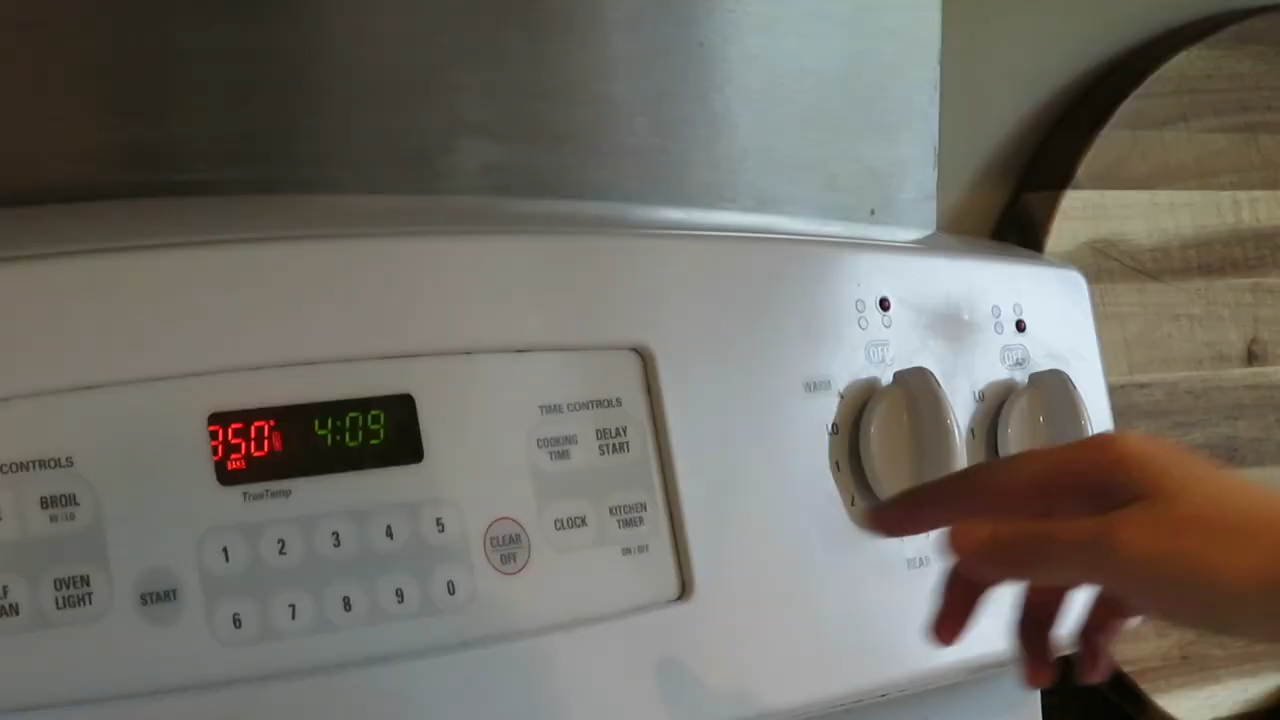 350°
BAKE
4:09
TrueTemp
CONTROLS
BROIL
HI / LO
OVEN
LIGHT
START
1 2 3 4 5
6 7 8 9 0
CLEAR
OFF
TIME CONTROLS
COOKING
TIME
DELAY
START
CLOCK
KITCHEN
TIMER
ON / OFF
OFF
WARM
LO
1
REAR
OFF
LO
1